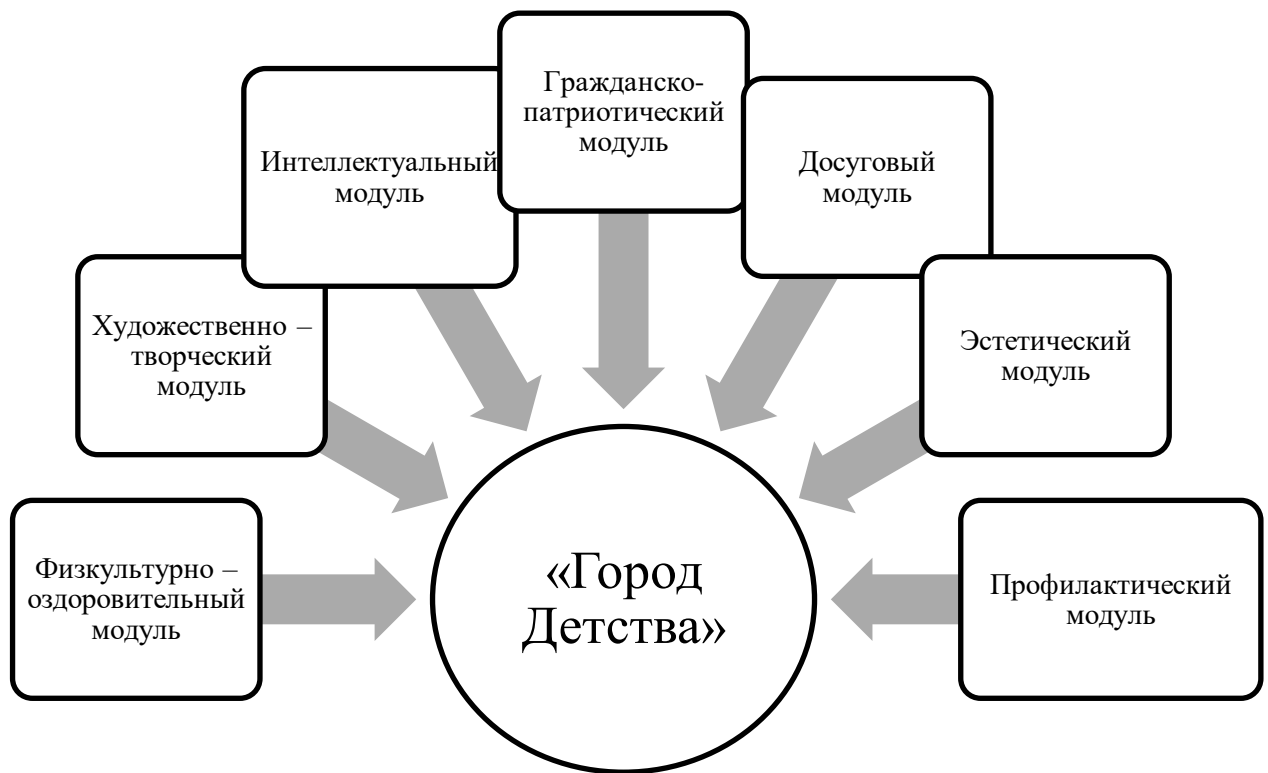 Гражданско-
патриотический
модуль
Интеллектуальный
модуль
Досуговый
модуль
Художественно –
творческий
модуль
Эстетический
модуль
Физкультурно –
оздоровительный
модуль
«Город
Детства»
Профилактический
модуль